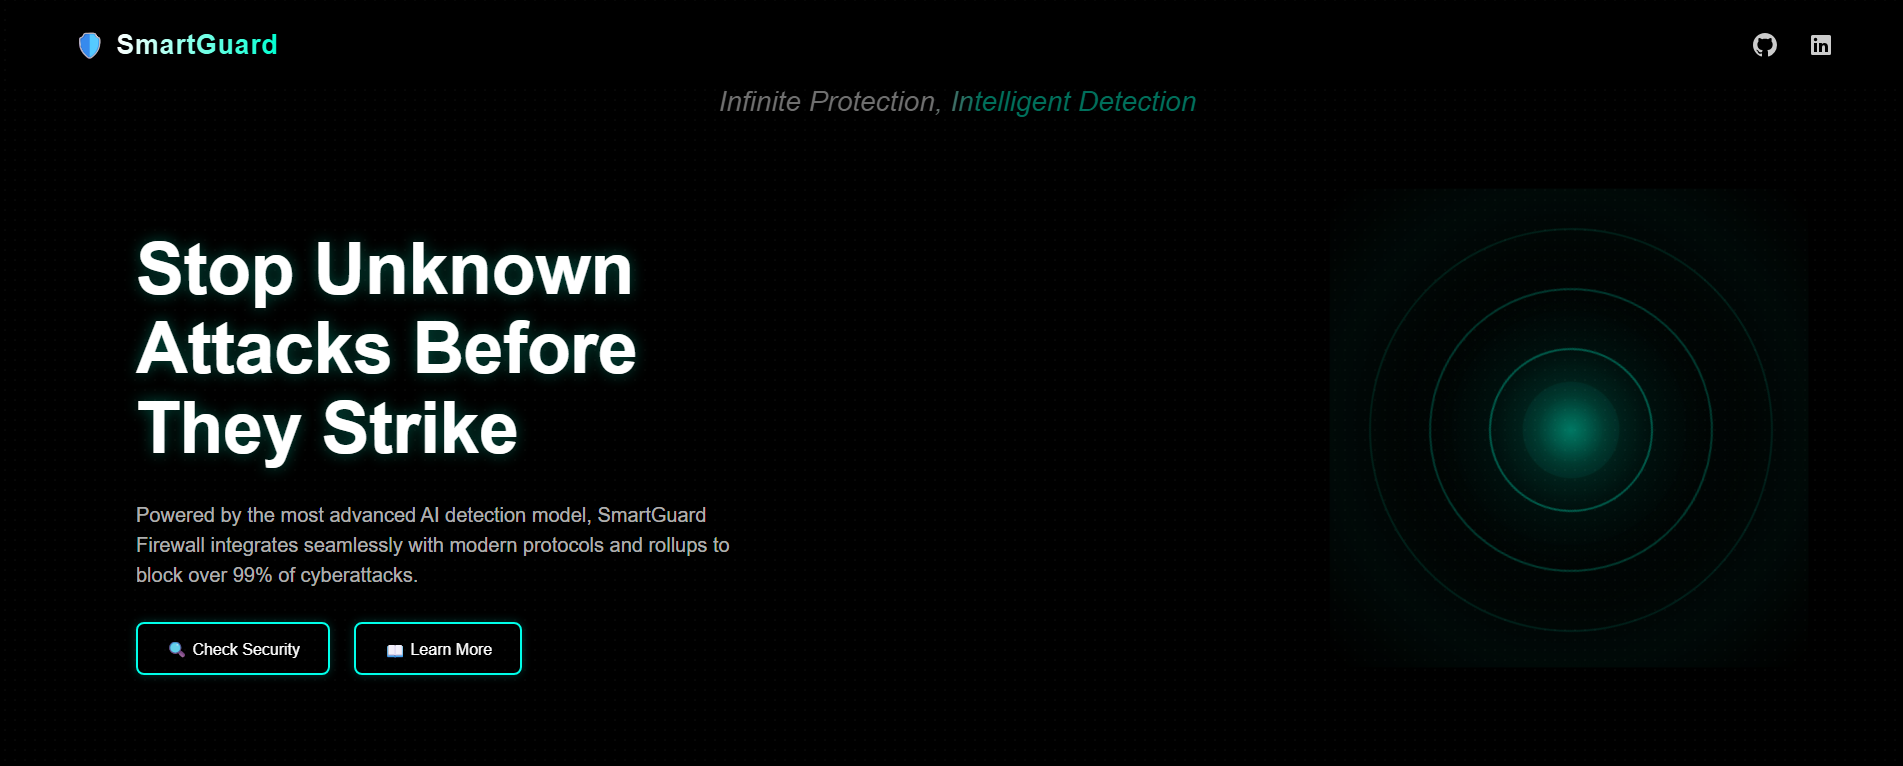 SmartGuard
Infinite Protection, Intelligent Detection
Stop Unknown
Attacks Before
They Strike
Powered by the most advanced AI detection model, SmartGuard
Firewall integrates seamlessly with modern protocols and rollups to
block over 99% of cyberattacks.
Check Security
Learn More